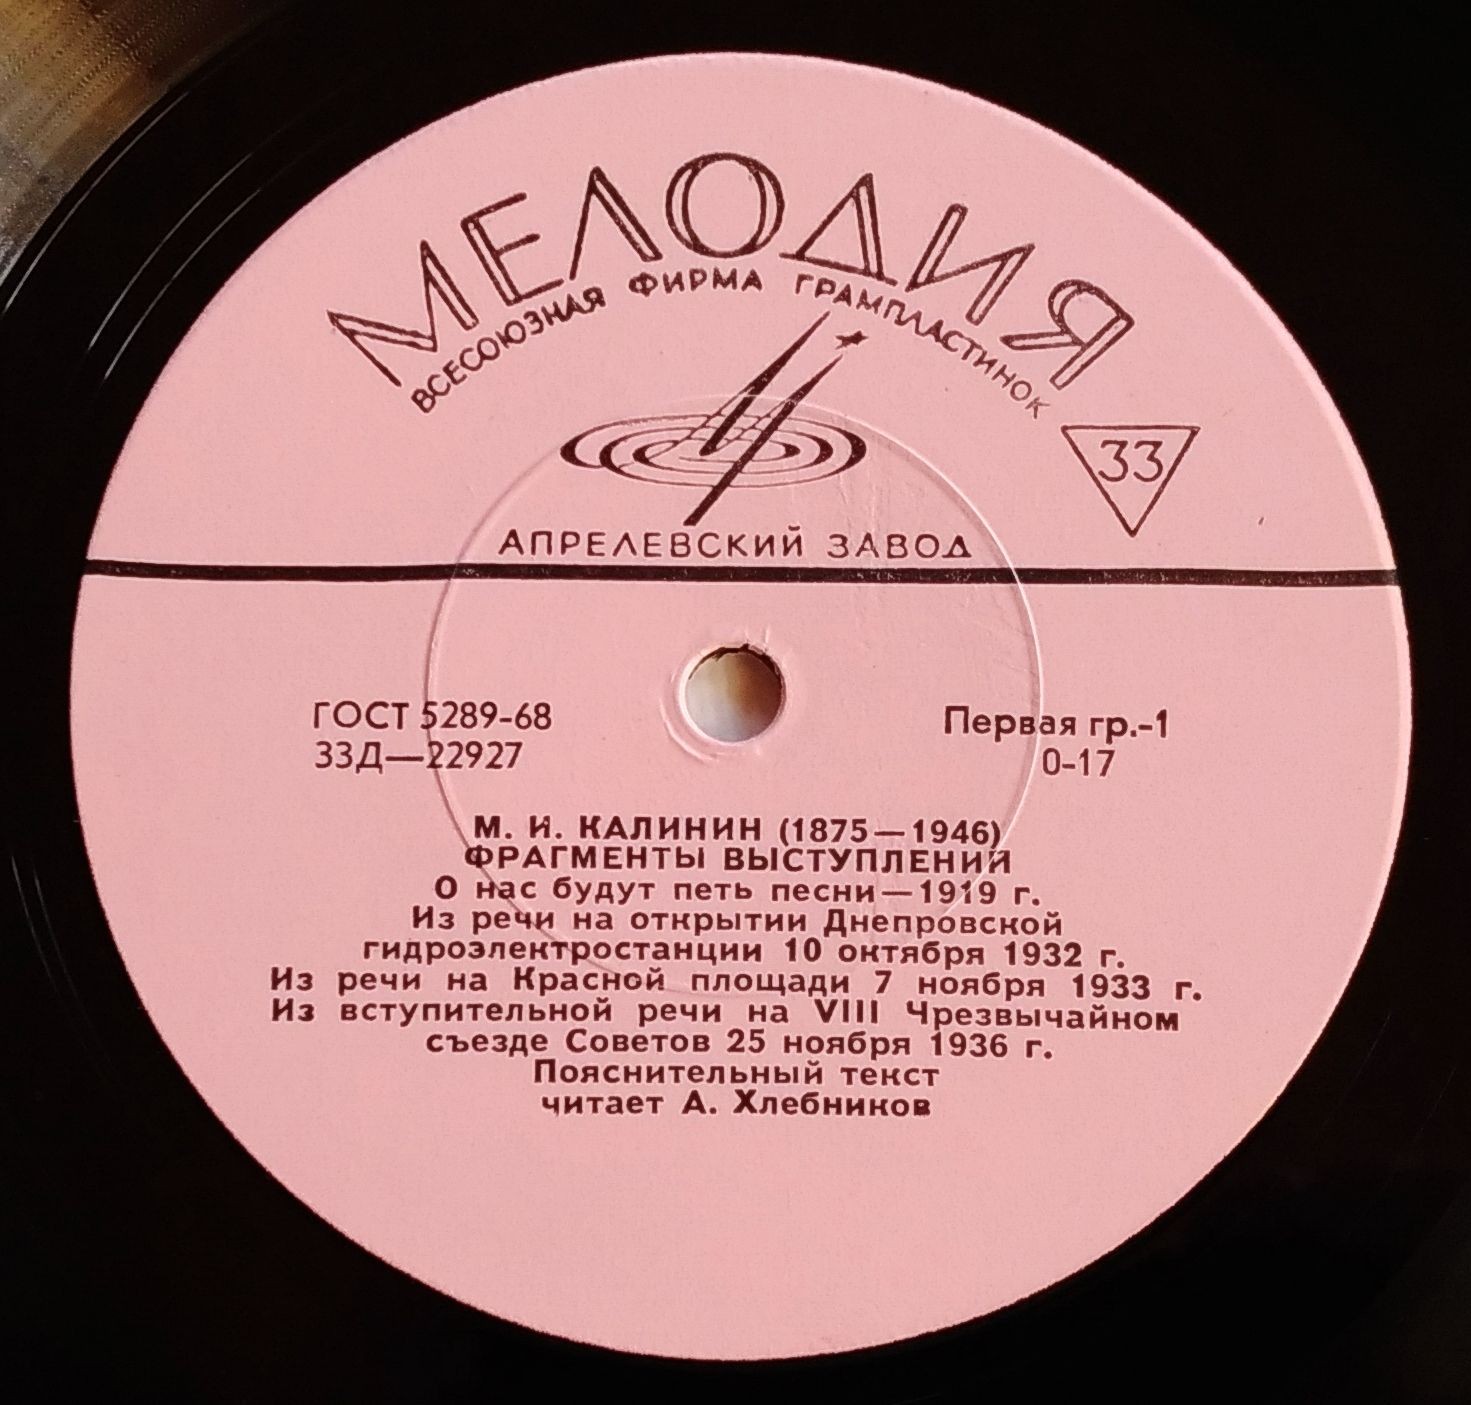 МЕЛОДИЯ
ВСЕСОЮЗНАЯ ФИРМА ГРАМПЛАСТИНОК
33
АПРЕЛЕВСКИЙ ЗАВОД
ГОСТ 5289-68
Первая гр.-1
33Д—22927
0-17
М. И. КАЛИНИН (1875—1946)
ФРАГМЕНТЫ ВЫСТУПЛЕНИЙ
О нас будут петь песни—1919 г.
Из речи на открытии Днепровской
гидроэлектростанции 10 октября 1932 г.
Из речи на Красной площади 7 ноября 1933 г.
Из вступительной речи на VIII Чрезвычайном
съезде Советов 25 ноября 1936 г.
Пояснительный текст
читает А. Хлебников